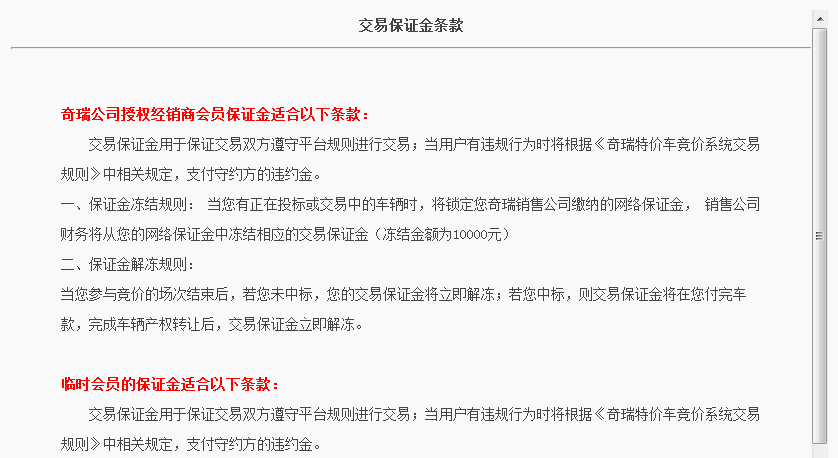 交易保证金条款
奇瑞公司授权经销商会员保证金适合以下条款：
交易保证金用于保证交易双方遵守平台规则进行交易；当用户有违规行为时将根据《奇瑞特价车竞价系统交易
规则》中相关规定，支付守约方的违约金。
一、保证金冻结规则： 当您有正在投标或交易中的车辆时，将锁定您奇瑞销售公司缴纳的网络保证金， 销售公司
财务将从您的网络保证金中冻结相应的交易保证金（冻结金额为10000元）
二、保证金解冻规则：
当您参与竞价的场次结束后，若您未中标，您的交易保证金将立即解冻；若您中标，则交易保证金将在您付完车
款，完成车辆产权转让后，交易保证金立即解冻。
临时会员的保证金适合以下条款：
交易保证金用于保证交易双方遵守平台规则进行交易；当用户有违规行为时将根据《奇瑞特价车竞价系统交易
规则》中相关规定，支付守约方的违约金。